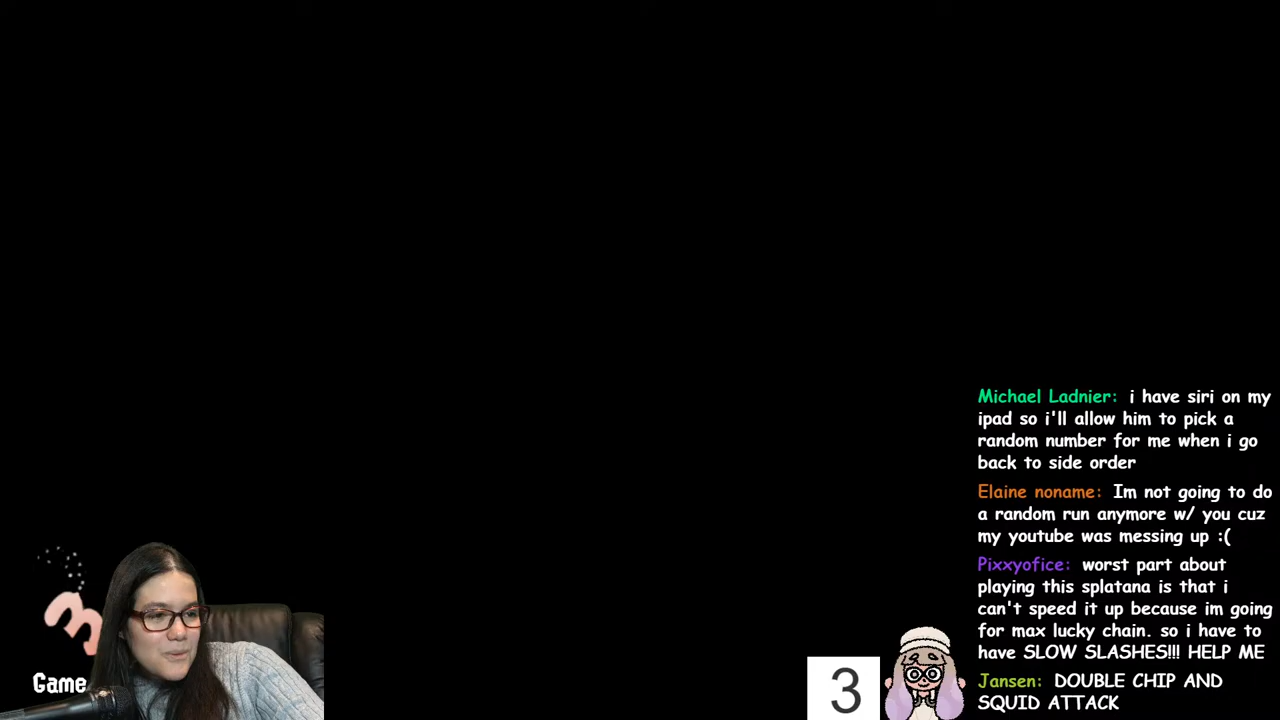 Michael Ladnier: i have siri on my
ipad so i'll allow him to pick a
random number for me when i go
back to side order
Elaine noname: Im not going to do
a random run anymore w/ you cuz
my youtube was messing up :(
Pixxyofice: worst part about
playing this splatana is that i
can't speed it up because im going
for max lucky chain. so i have to
have SLOW SLASHES!!! HELP ME
Jansen: DOUBLE CHIP AND
SQUID ATTACK
3
Game
3